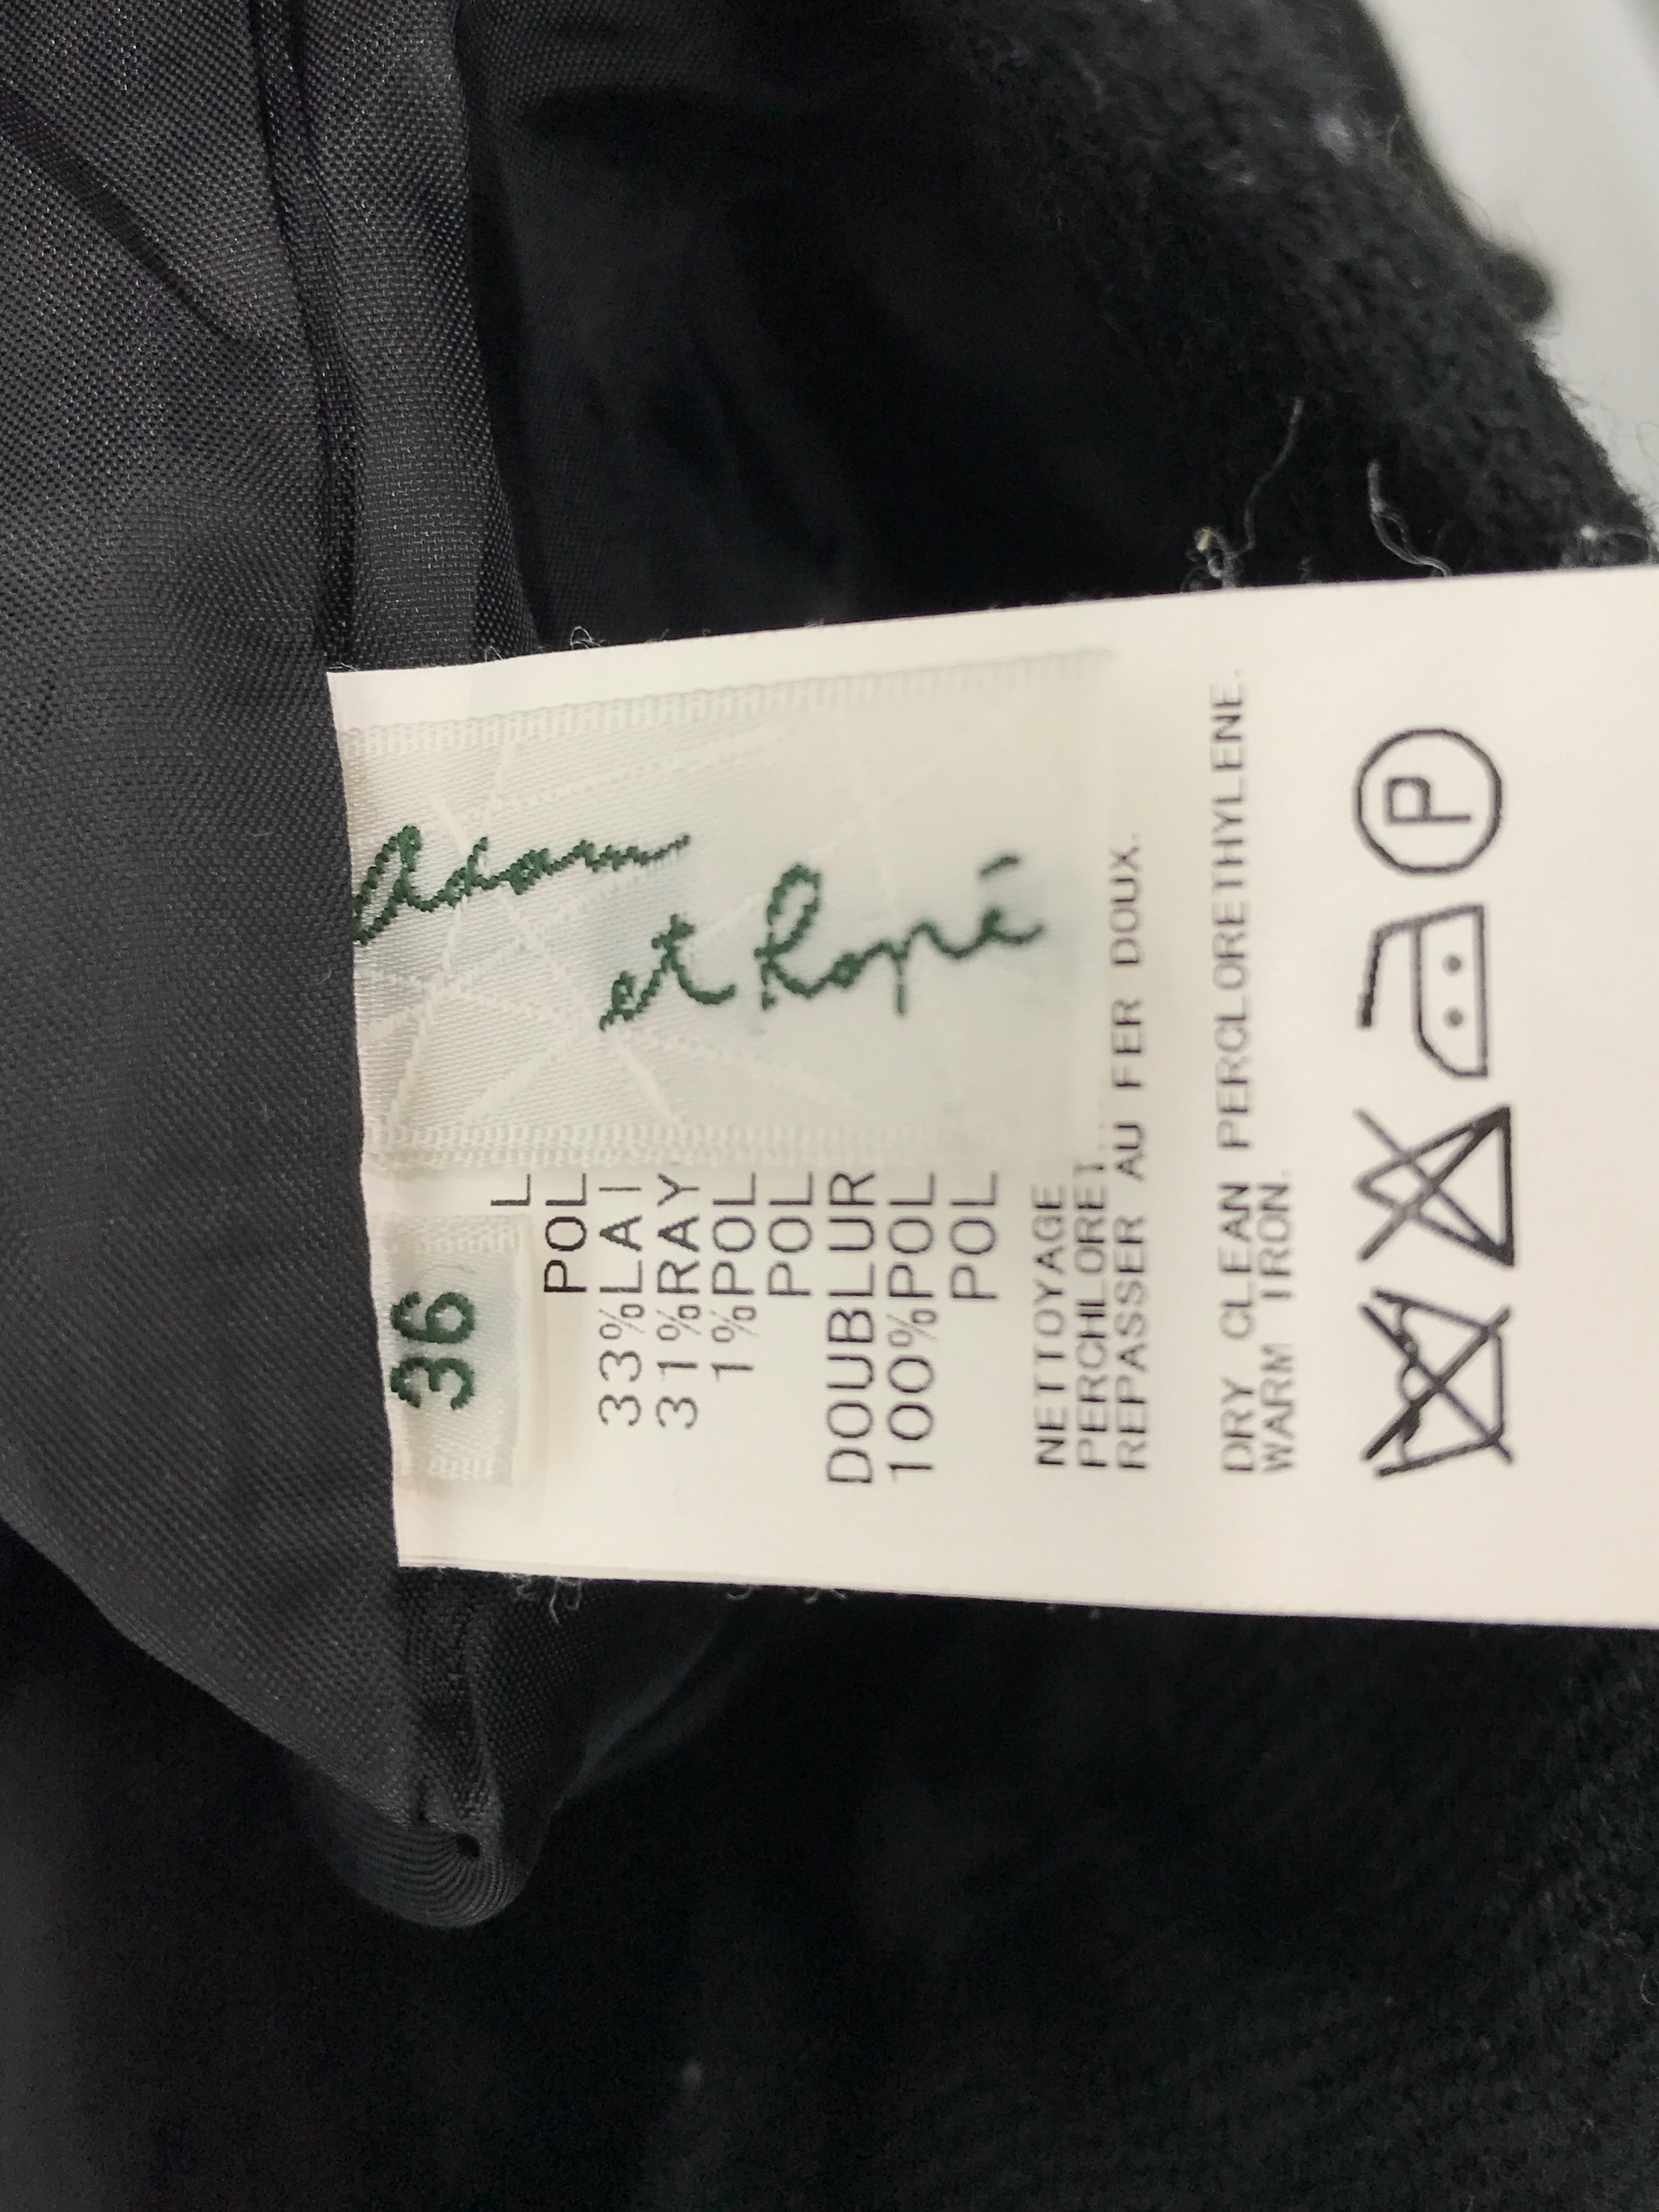 Adam
et Ropé
36
L
POL
33%LAI
31%RAY
1%POL
POL
DOUBLUR
100%POL
POL
NETTOYAGE
PERCHLORET
REPASSER AU FER DOUX.
DRY CLEAN PERCLORETHYLENE.
WARM IRON.
P